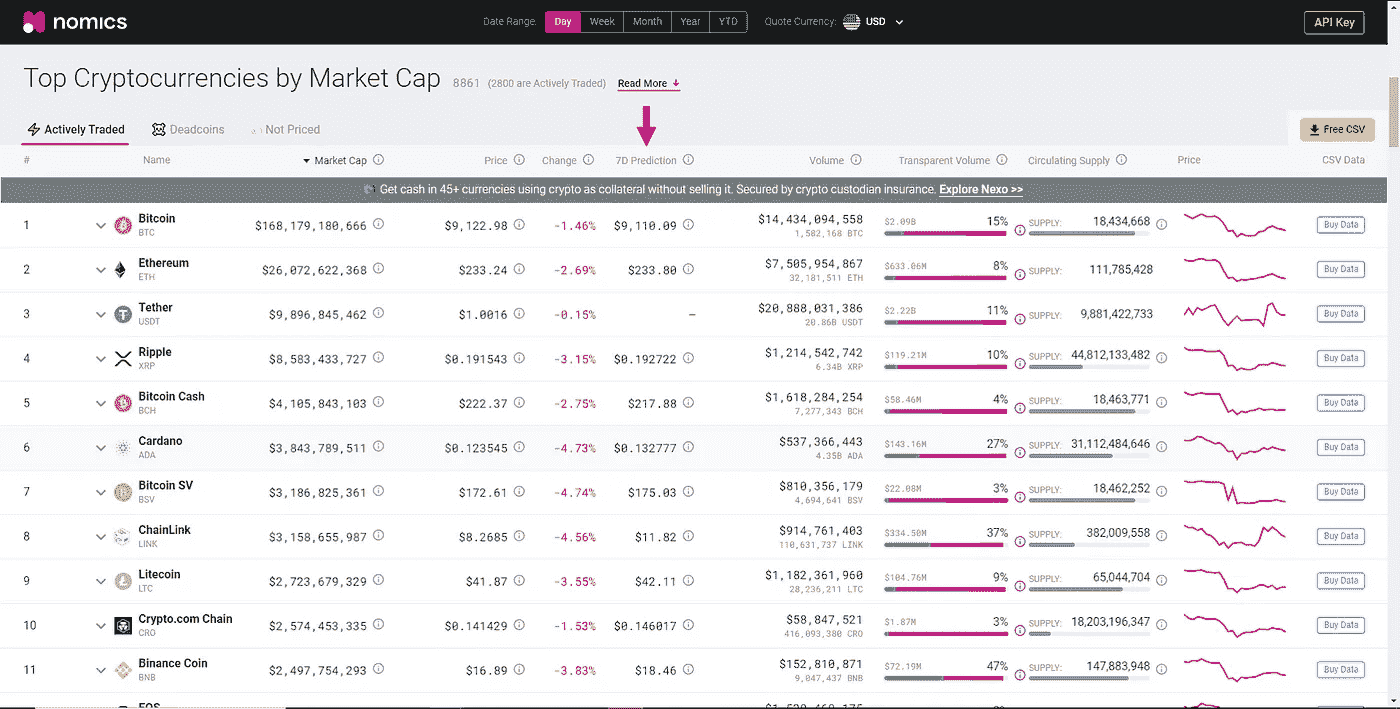 nomics
Date Range: Day Week Month Year YTD Quote Currency: USD API Key
Top Cryptocurrencies by Market Cap 8861 (2800 are Actively Traded) Read More
Actively Traded Deadcoins Not Priced Free CSV
# Name Market Cap Price Change 7D Prediction Volume Transparent Volume Circulating Supply Price CSV Data
Get cash in 45+ currencies using crypto as collateral without selling it. Secured by crypto custodian insurance. Explore Nexo >>
1 Bitcoin $168,179,180,666 $9,122.98 -1.46% $9,110.09 $14,434,094,558 $2.09B 15% SUPPLY: 18,434,668 Buy Data
BTC 1,582,168 BTC
2 Ethereum $26,072,622,368 $233.24 -2.69% $233.80 $7,505,954,867 $633.06M 8% SUPPLY: 111,785,428 Buy Data
ETH 32,181,511 ETH
3 Tether $9,896,845,462 $1.0016 -0.15% – $20,888,031,386 $2.22B 11% SUPPLY: 9,881,422,733 Buy Data
USDT 20.86B USDT
4 Ripple $8,583,433,727 $0.191543 -3.15% $0.192722 $1,214,542,742 $119.21M 10% SUPPLY: 44,812,133,482 Buy Data
XRP 6.34B XRP
5 Bitcoin Cash $4,105,843,103 $222.37 -2.75% $217.88 $1,618,284,254 $58.46M 4% SUPPLY: 18,463,771 Buy Data
BCH 7,277,343 BCH
6 Cardano $3,843,789,511 $0.123545 -4.73% $0.132777 $537,366,443 $143.16M 27% SUPPLY: 31,112,484,646 Buy Data
ADA 4.35B ADA
7 Bitcoin SV $3,186,825,361 $172.61 -4.74% $175.03 $810,356,179 $22.08M 3% SUPPLY: 18,462,252 Buy Data
BSV 4,694,641 BSV
8 ChainLink $3,158,655,987 $8.2685 -4.56% $11.82 $914,761,403 $334.50M 37% SUPPLY: 382,009,558 Buy Data
LINK 110,631,737 LINK
9 Litecoin $2,723,679,329 $41.87 -3.55% $42.11 $1,182,361,960 $104.76M 9% SUPPLY: 65,044,704 Buy Data
LTC 28,236,211 LTC
10 Crypto.com Chain $2,574,453,335 $0.141429 -1.53% $0.146017 $58,847,521 $1.87M 3% SUPPLY: 18,203,196,347 Buy Data
CRO 416,093,380 CRO
11 Binance Coin $2,497,754,293 $16.89 -3.83% $18.46 $152,810,871 $72.19M 47% SUPPLY: 147,883,948 Buy Data
BNB 9,047,437 BNB
EOS